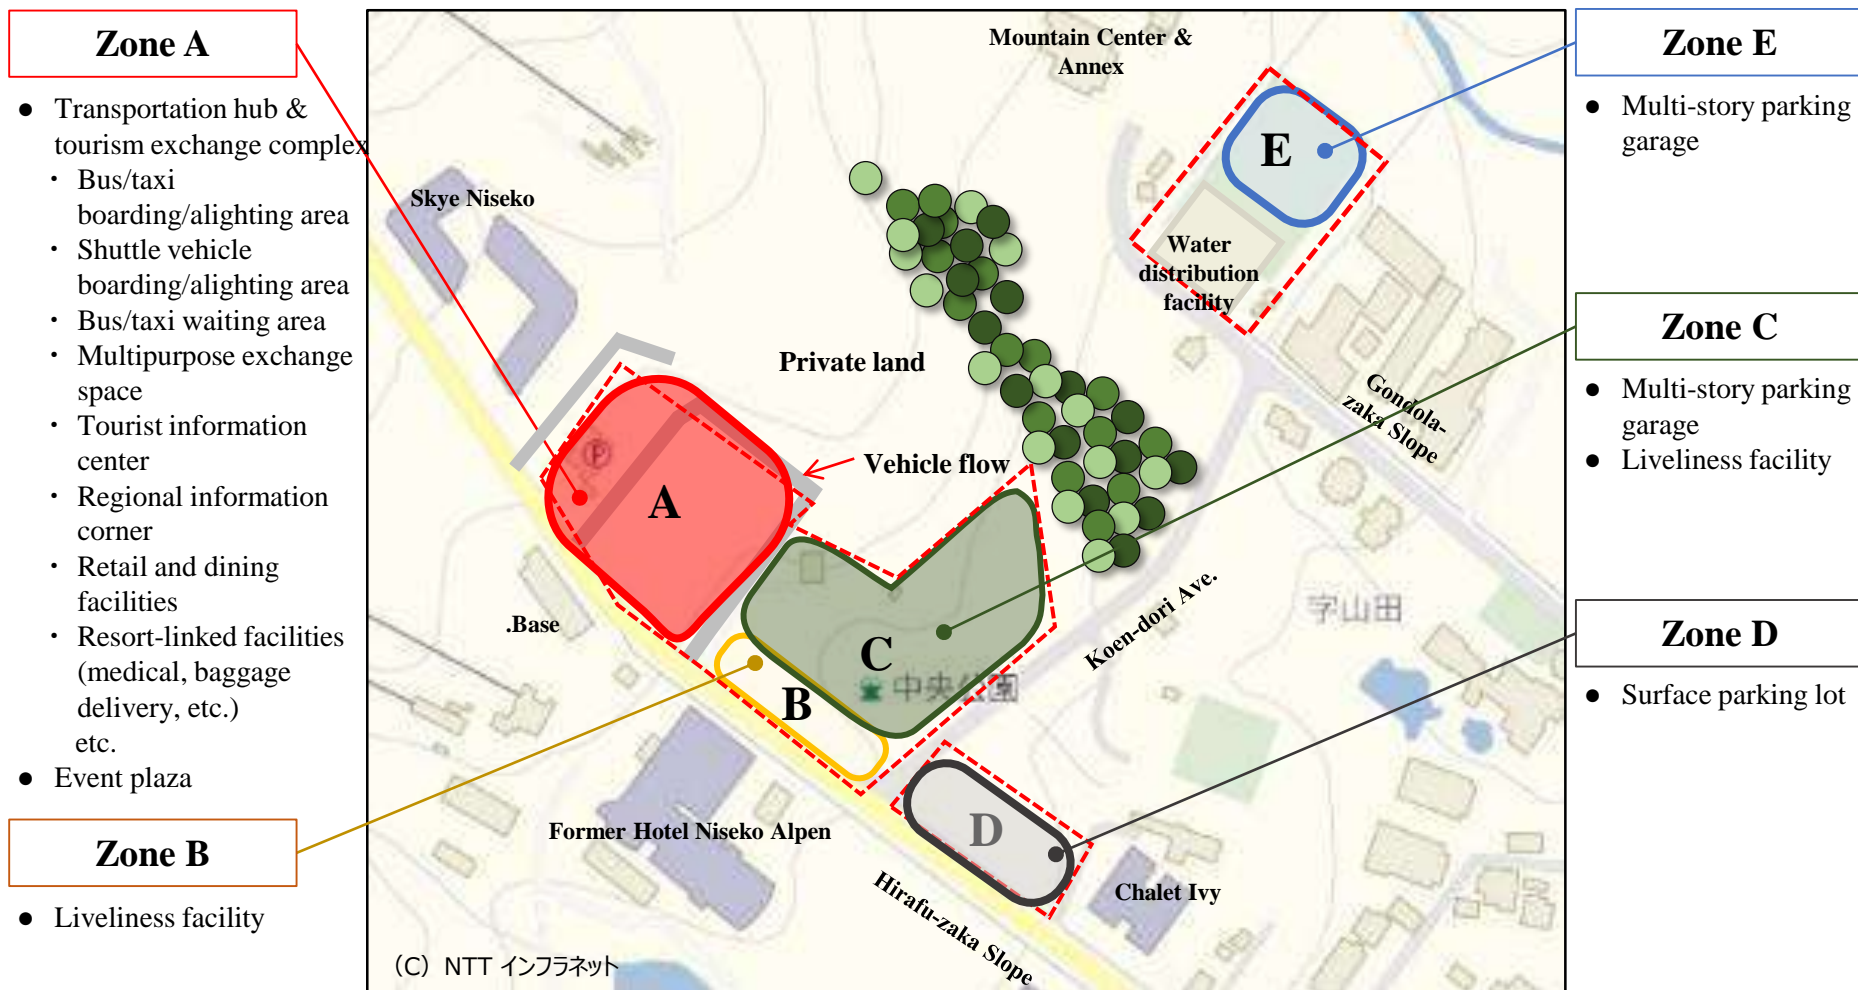 Zone A
● Transportation hub &
tourism exchange complex
・ Bus/taxi
boarding/alighting area
・ Shuttle vehicle
boarding/alighting area
・ Bus/taxi waiting area
・ Multipurpose exchange
space
・ Tourist information
center
・ Regional information
corner
・ Retail and dining
facilities
・ Resort-linked facilities
(medical, baggage
delivery, etc.)
etc.
● Event plaza
Zone B
● Liveliness facility
Mountain Center &
Annex
Skye Niseko
E
Water
distribution
facility
Private land
Gondola-
zaka Slope
Vehicle flow
P
A
.Base
C
中央公園
B
Koen-dori Ave.
字山田
Former Hotel Niseko Alpen
D
Chalet Ivy
Hirafu-zaka Slope
(C) NTT インフラネット
Zone E
● Multi-story parking
garage
Zone C
● Multi-story parking
garage
● Liveliness facility
Zone D
● Surface parking lot